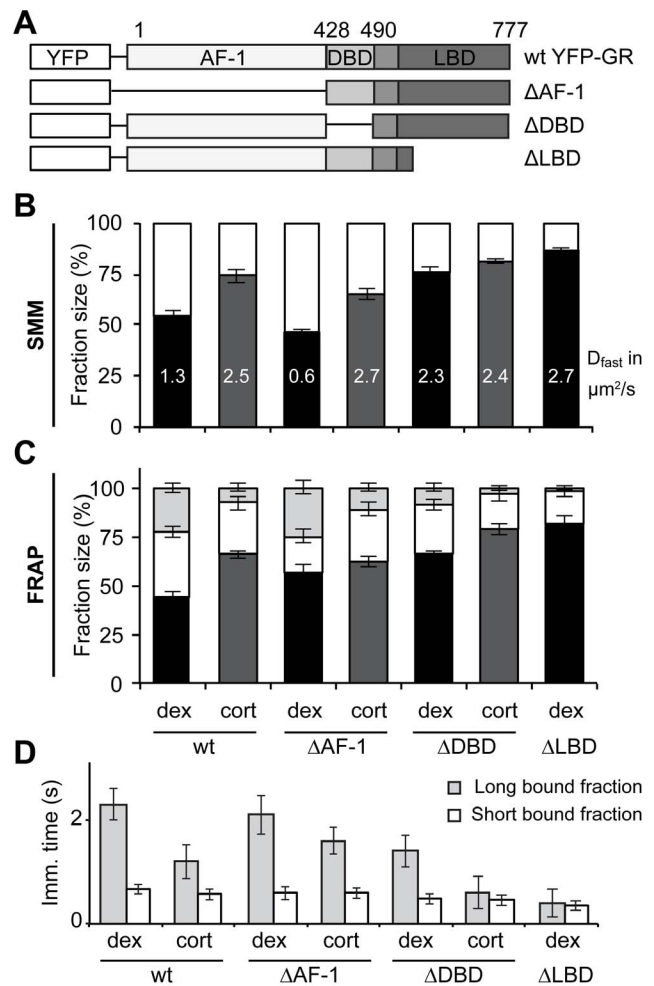 A
1 428 490 777
YFP AF-1 DBD LBD wt YFP-GR
ΔAF-1
ΔDBD
ΔLBD
B
SMM
Fraction size (%)
100
75
50
25
0
1.3 2.5 0.6 2.7 2.3 2.4 2.7
D_fast in
μm²/s
C
FRAP
Fraction size (%)
100
75
50
25
0
dex cort dex cort dex cort dex
wt ΔAF-1 ΔDBD ΔLBD
D
Imm. time (s)
2
0
Long bound fraction
Short bound fraction
dex cort dex cort dex cort dex
wt ΔAF-1 ΔDBD ΔLBD